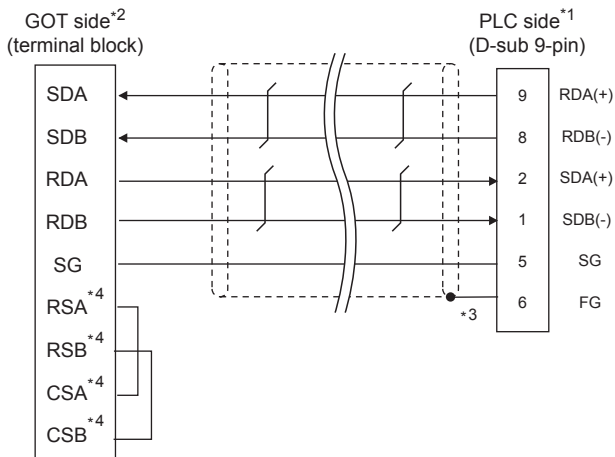 GOT side*2
(terminal block)
PLC side*1
(D-sub 9-pin)
SDA
9
RDA(+)
SDB
8
RDB(-)
RDA
2
SDA(+)
RDB
1
SDB(-)
SG
5
SG
RSA*4
*3
6
FG
RSB*4
CSA*4
CSB*4